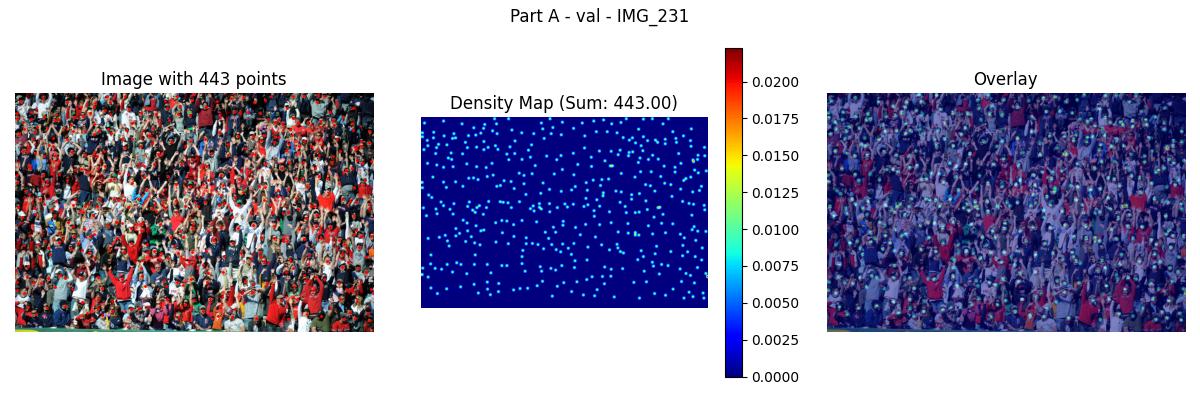 Part A - val - IMG_231
Image with 443 points
Density Map (Sum: 443.00)
Overlay
0.0200
0.0175
0.0150
0.0125
0.0100
0.0075
0.0050
0.0025
0.0000